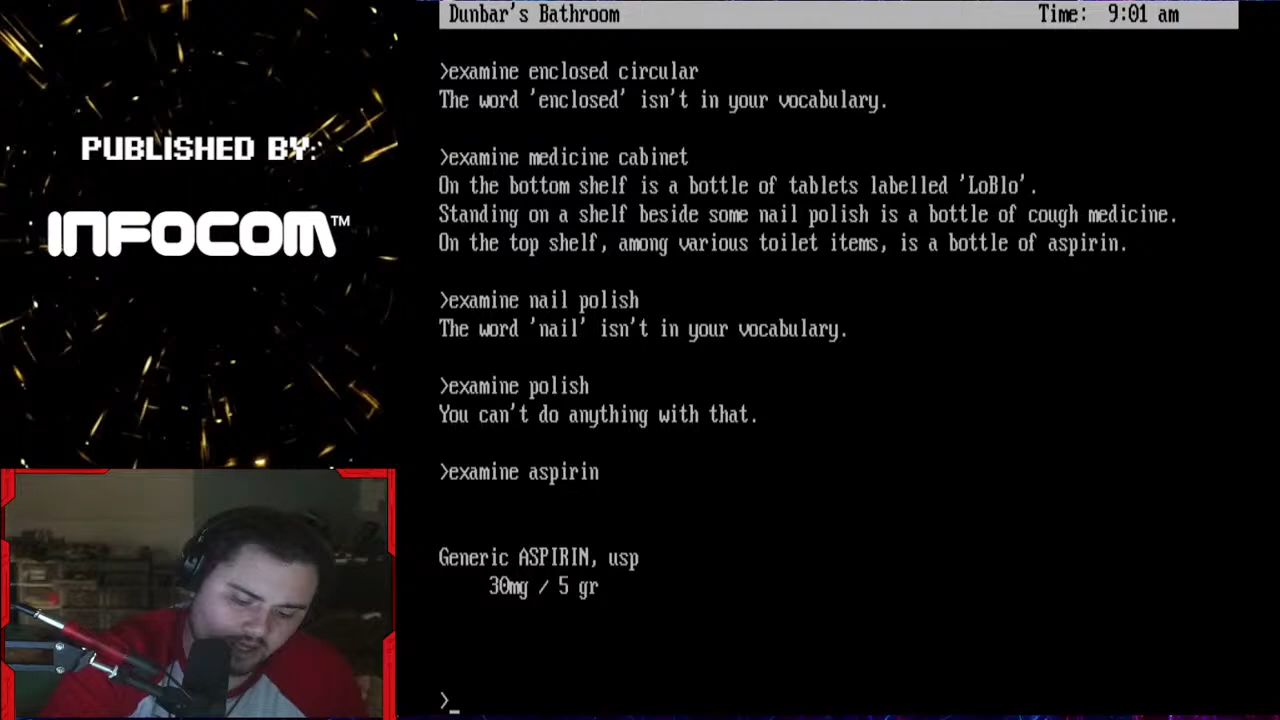 Dunbar's Bathroom Time: 9:01 am
>examine enclosed circular
The word 'enclosed' isn't in your vocabulary.
>examine medicine cabinet
On the bottom shelf is a bottle of tablets labelled 'LoBlo'.
Standing on a shelf beside some nail polish is a bottle of cough medicine.
On the top shelf, among various toilet items, is a bottle of aspirin.
>examine nail polish
The word 'nail' isn't in your vocabulary.
>examine polish
You can't do anything with that.
>examine aspirin
Generic ASPIRIN, usp
30mg / 5 gr
>_
PUBLISHED BY:
INFOCOM™